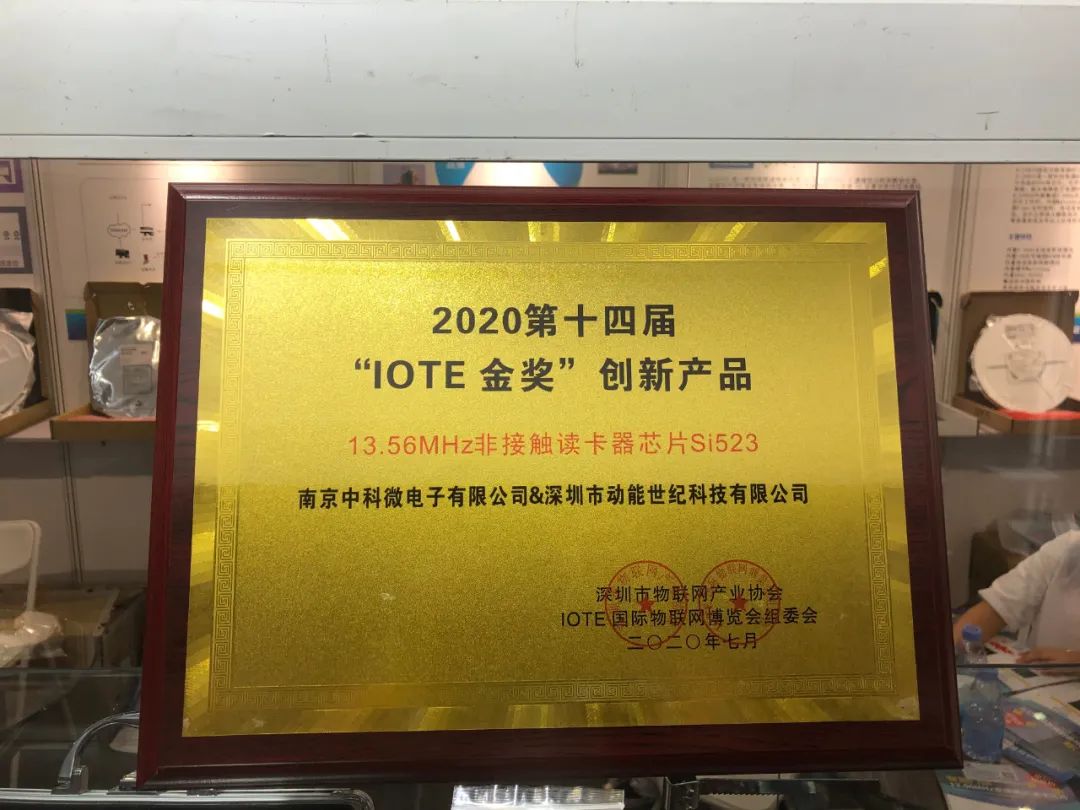 2020第十四届
“IOTE 金奖”创新产品
13.56MHz非接触读卡器芯片Si523
南京中科微电子有限公司&深圳市动能世纪科技有限公司
深圳市物联网产业协会
IOTE 国际物联网博览会组委会
二〇二〇年七月